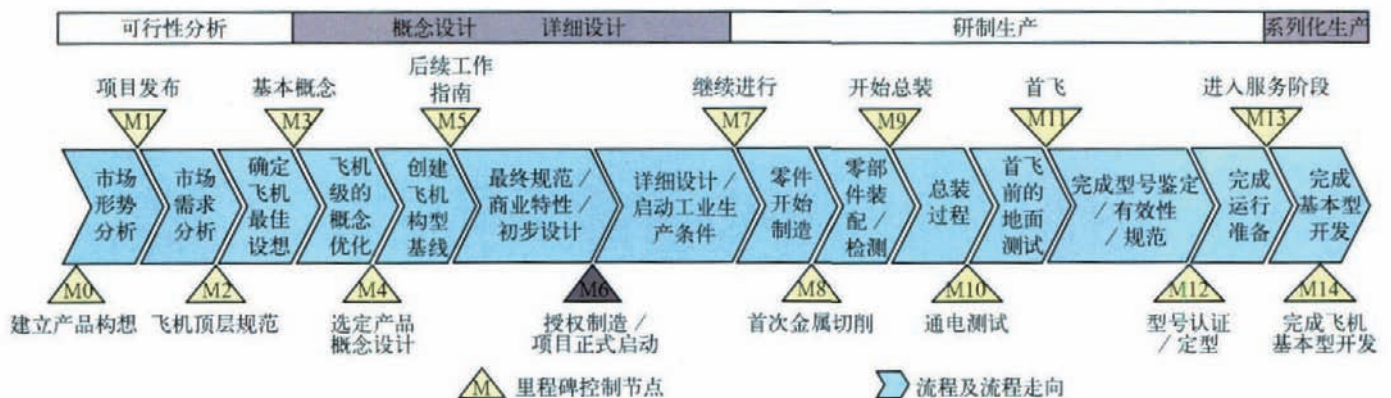 可行性分析
概念设计
详细设计
研制生产
系列化生产
项目发布
基本概念
后续工作
指南
继续进行
开始总装
首飞
进入服务阶段
M1
M3
M5
M7
M9
M11
M13
市场
形势
分析
市场
需求
分析
确定
飞机
最佳
设想
飞机
级的
概念
优化
创建
飞机
构型
基线
最终规范/
商业特性/
初步设计
详细设计/
启动工业生
产条件
零件
开始
制造
零部
件装
配/
检测
总装
过程
首飞
前的
地面
测试
完成型号鉴定
/有效性
/规范
完成
运行
准备
完成
基本型
开发
M0
M2
M4
M6
M8
M10
M12
M14
建立产品构想
飞机顶层规范
选定产品
概念设计
授权制造/
项目正式启动
首次金属切削
通电测试
型号认证
/定型
完成飞机
基本型开发
M 里程碑控制节点
流程及流程走向